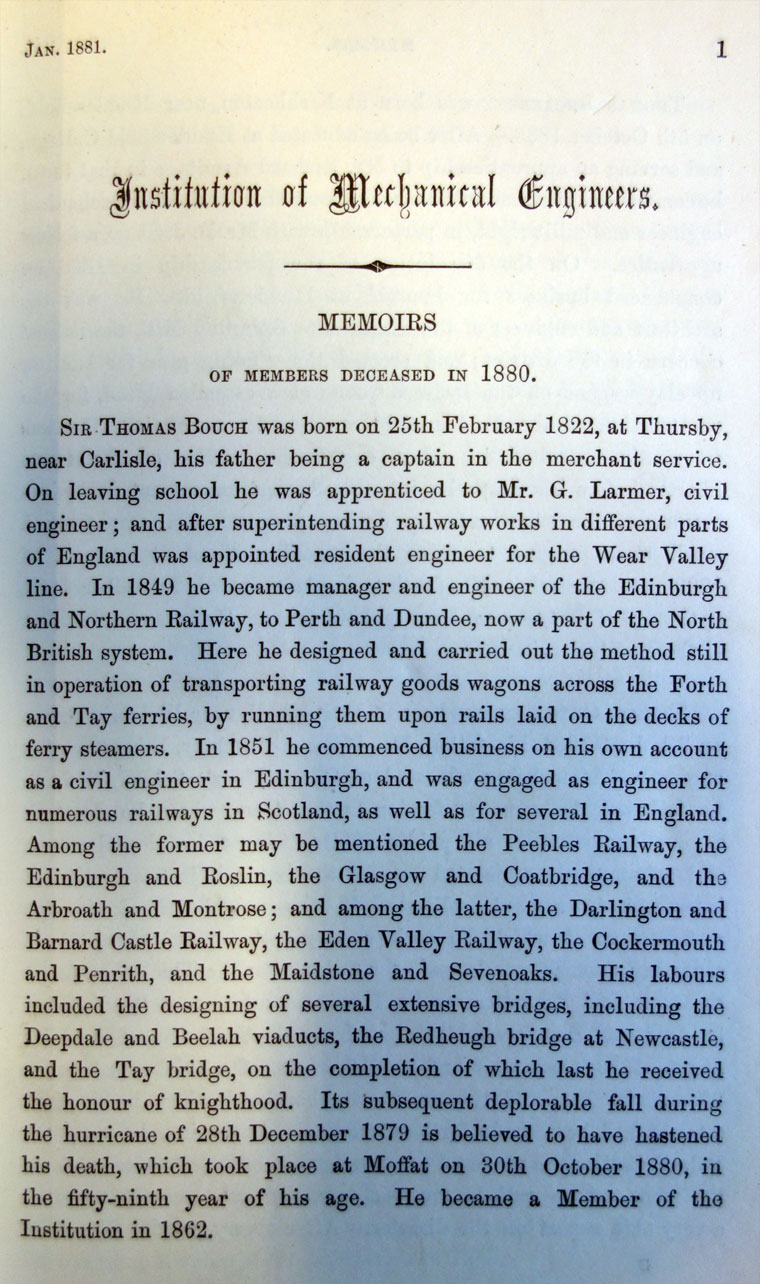 JAN. 1881.
1
Institution of Mechanical Engineers.
MEMOIRS
OF MEMBERS DECEASED IN 1880.
SIR THOMAS BOUCH was born on 25th February 1822, at Thursby,
near Carlisle, his father being a captain in the merchant service.
On leaving school he was apprenticed to Mr. G. Larmer, civil
engineer; and after superintending railway works in different parts
of England was appointed resident engineer for the Wear Valley
line. In 1849 he became manager and engineer of the Edinburgh
and Northern Railway, to Perth and Dundee, now a part of the North
British system. Here he designed and carried out the method still
in operation of transporting railway goods wagons across the Forth
and Tay ferries, by running them upon rails laid on the decks of
ferry steamers. In 1851 he commenced business on his own account
as a civil engineer in Edinburgh, and was engaged as engineer for
numerous railways in Scotland, as well as for several in England.
Among the former may be mentioned the Peebles Railway, the
Edinburgh and Roslin, the Glasgow and Coatbridge, and the
Arbroath and Montrose; and among the latter, the Darlington and
Barnard Castle Railway, the Eden Valley Railway, the Cockermouth
and Penrith, and the Maidstone and Sevenoaks. His labours
included the designing of several extensive bridges, including the
Deepdale and Beelah viaducts, the Redheugh bridge at Newcastle,
and the Tay bridge, on the completion of which last he received
the honour of knighthood. Its subsequent deplorable fall during
the hurricane of 28th December 1879 is believed to have hastened
his death, which took place at Moffat on 30th October 1880, in
the fifty-ninth year of his age. He became a Member of the
Institution in 1862.